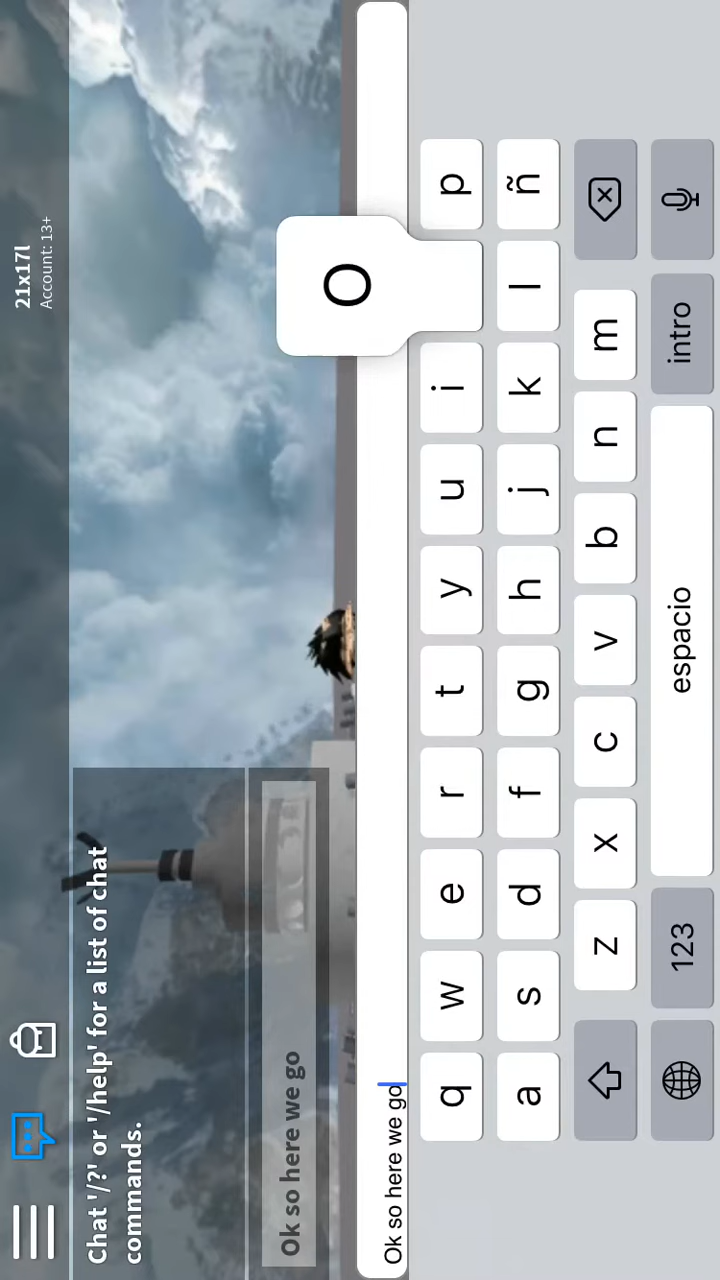 21x17l
Account: 13+
Chat '/?' or '/help' for a list of chat
commands.
Ok so here we go
Ok so here we go
o
q w e r t y u i p
a s d f g h j k l ñ
z x c v b n m
123 espacio intro